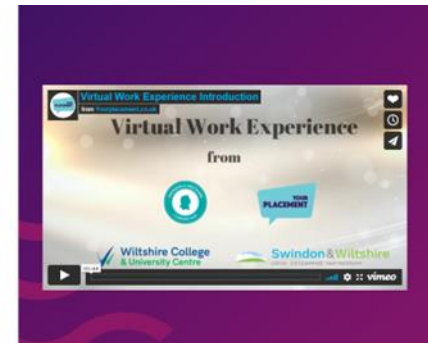 Virtual Work Experience Introduction
from Yourplacement.co.uk
Virtual Work Experience
from
YOUR
PLACEMENT
Wiltshire College
& University Centre
Swindon & Wiltshire
vimeo